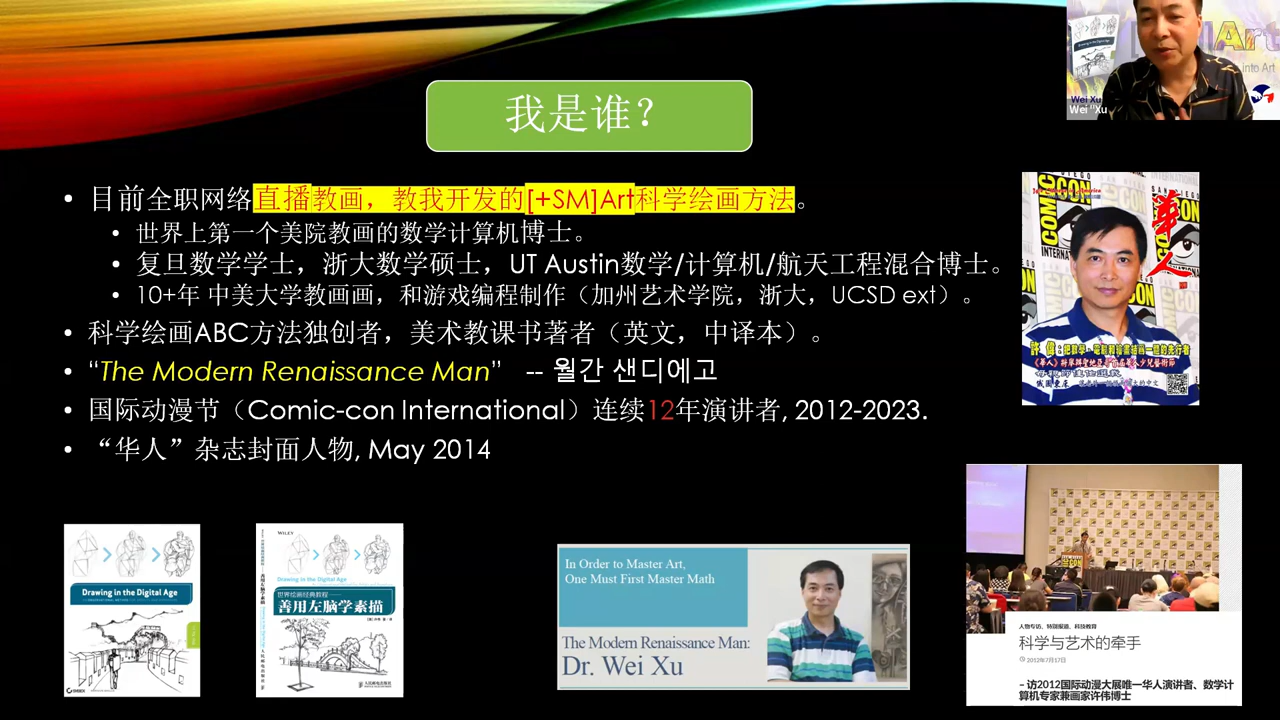 我是谁？
Wei Xu
Wei "Xu
• 目前全职网络直播教画，教我开发的[+SM]Art科学绘画方法。
• 世界上第一个美院教画的数学计算机博士。
• 复旦数学学士，浙大数学硕士，UT Austin数学/计算机/航天工程混合博士。
• 10+年 中美大学教画画，和游戏编程制作（加州艺术学院，浙大，UCSD ext）。
• 科学绘画ABC方法独创者，美术教课书著者（英文，中译本）。
• “The Modern Renaissance Man” -- 월간 샌디에고
• 国际动漫节（Comic-con International）连续12年演讲者, 2012-2023.
• “华人”杂志封面人物, May 2014
COMIC CON
INTERNATIONAL
华人
Drawing in the Digital Age
WILEY
Drawing in the Digital Age
世界绘画经典教程
善用左脑学素描
人民邮电出版社
In Order to Master Art,
One Must First Master Math
The Modern Renaissance Man:
Dr. Wei Xu
人物专访、特别报道、科技教育
科学与艺术的牵手
2012年7月17日
– 访2012国际动漫大展唯一华人演讲者、数学计
算机专家兼画家许伟博士